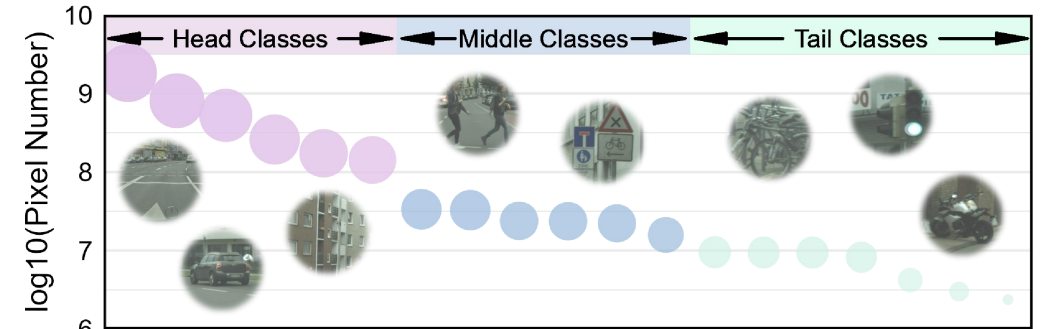 log10(Pixel Number)
10
9
8
7
6
Head Classes
Middle Classes
Tail Classes